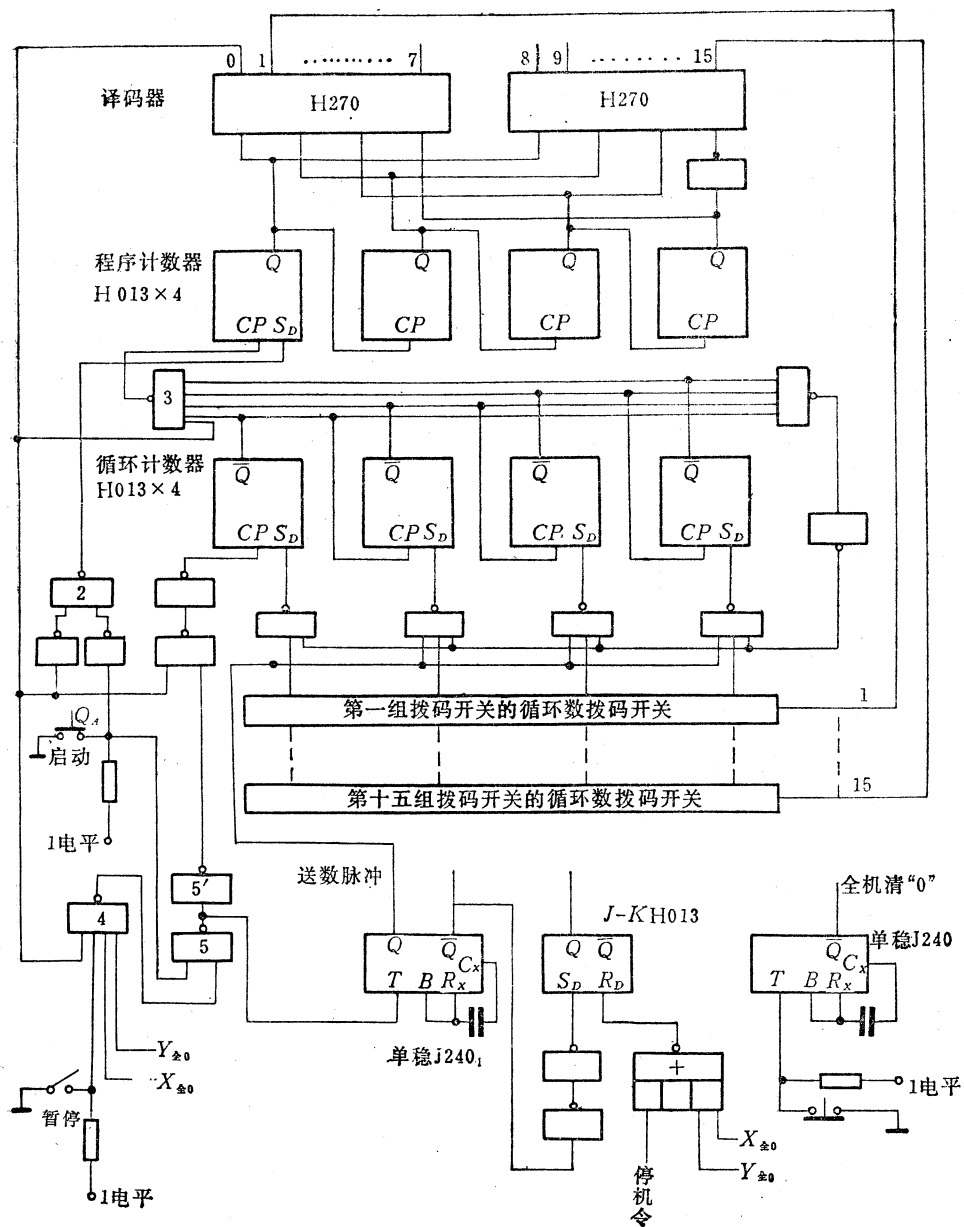 0 1 ........... 7 8 9 ........ 15
译码器 H270 H270
程序计数器 Q Q Q Q
H 013×4
CP S_D CP CP CP
3
循环计数器
H013×4 Q̅ Q̅ Q̅ Q̅
CP S_D CP S_D CP S_D CP S_D
2
第一组拨码开关的循环数拨码开关 1
Q_A
启动
第十五组拨码开关的循环数拨码开关 15
1电平
送数脉冲
5′
全机清“0”
J-K H013
4
5
单稳J240
Q Q̅ C_x
T B R_x
Q Q̅
S_D R_D
Q̅ C_x
T B R_x
Y全0
X全0
单稳J240₁
+
1电平
暂停
X全0
Y全0
1电平
停机令